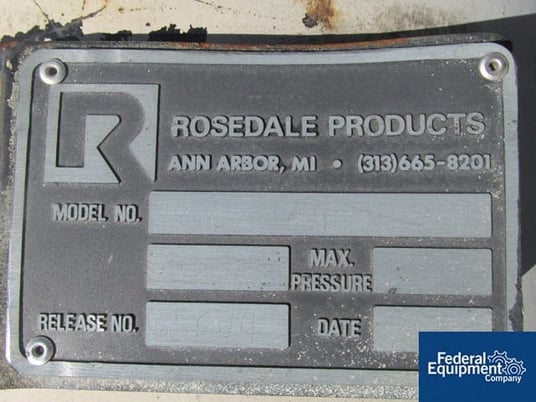 R
ROSEDALE PRODUCTS
ANN ARBOR, MI • (313)665-8201
MODEL NO.
MAX. PRESSURE
RELEASE NO.
DATE
Federal Equipment Company